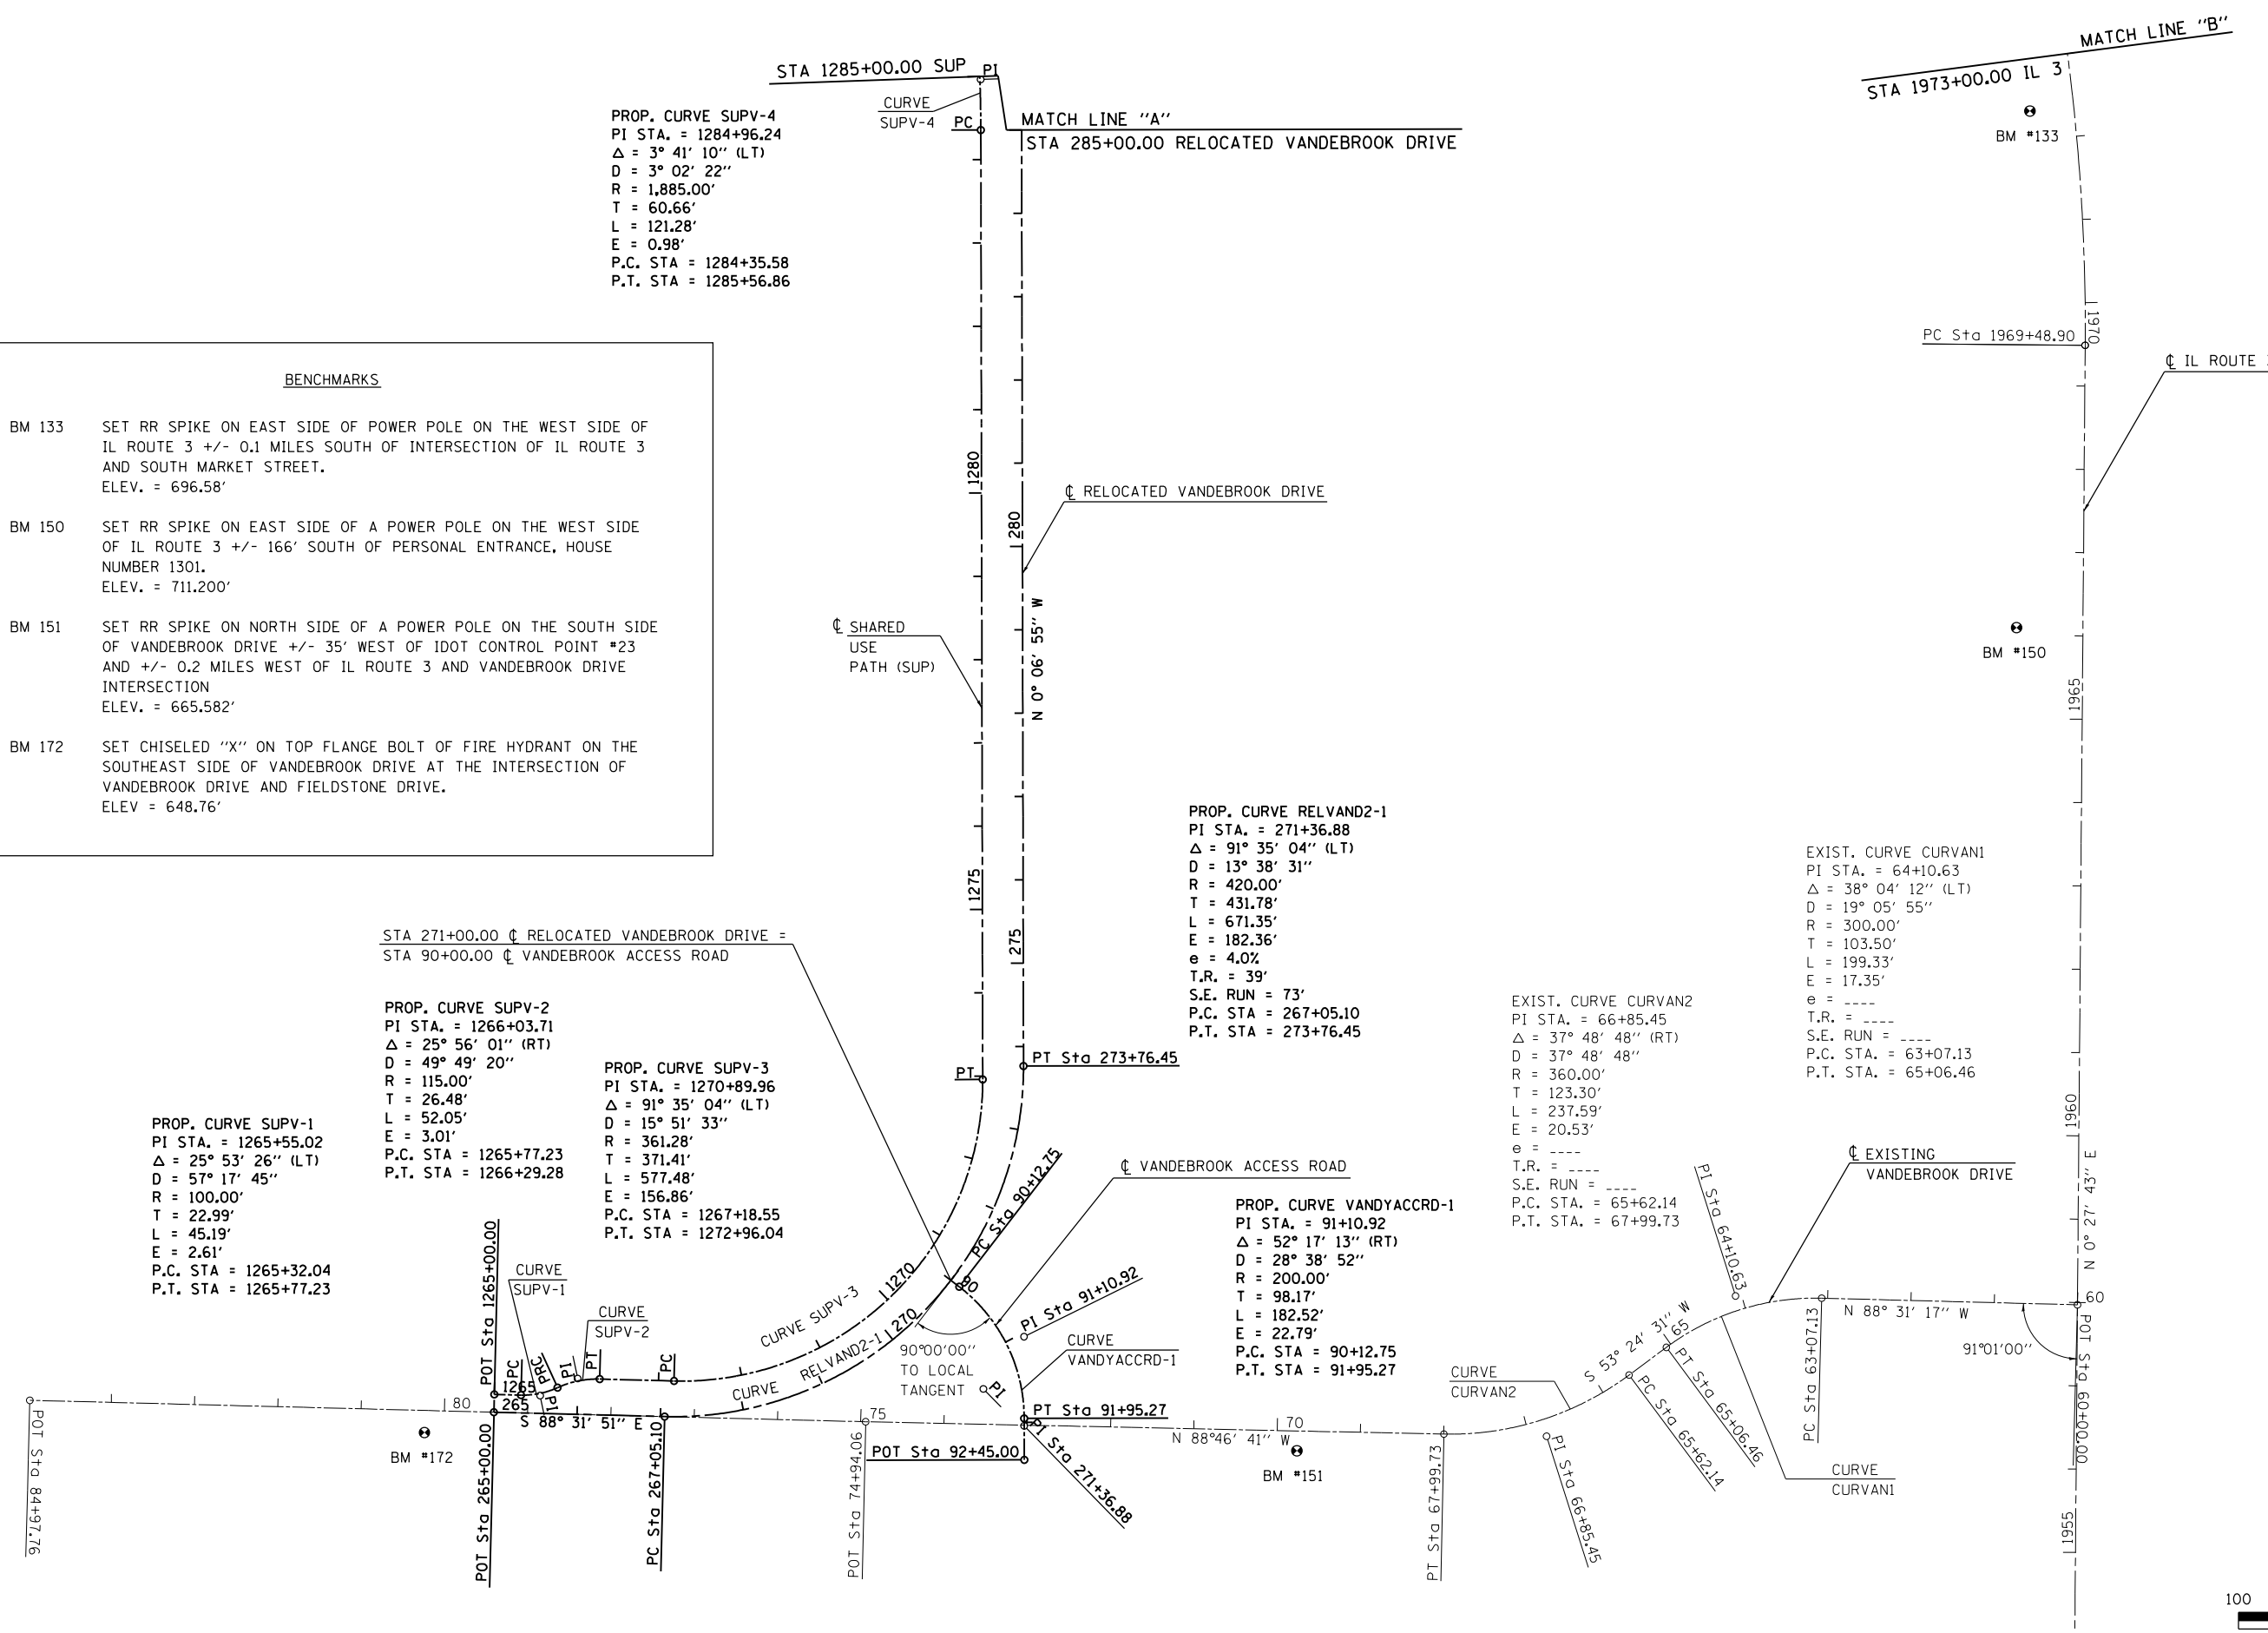 STA 1285+00.00 SUP
PI
CURVE
SUPV-4
PC
MATCH LINE "A"
STA 285+00.00 RELOCATED VANDEBROOK DRIVE
MATCH LINE "B"
STA 1973+00.00 IL 3
BM #133
PROP. CURVE SUPV-4
PI STA. = 1284+96.24
Δ = 3° 41' 10" (LT)
D = 3° 02' 22"
R = 1,885.00'
T = 60.66'
L = 121.28'
E = 0.98'
P.C. STA = 1284+35.58
P.T. STA = 1285+56.86
1970
PC Sta 1969+48.90
℄ IL ROUTE
BENCHMARKS
BM 133 SET RR SPIKE ON EAST SIDE OF POWER POLE ON THE WEST SIDE OF
IL ROUTE 3 +/- 0.1 MILES SOUTH OF INTERSECTION OF IL ROUTE 3
AND SOUTH MARKET STREET.
ELEV. = 696.58'
BM 150 SET RR SPIKE ON EAST SIDE OF A POWER POLE ON THE WEST SIDE
OF IL ROUTE 3 +/- 166' SOUTH OF PERSONAL ENTRANCE, HOUSE
NUMBER 1301.
ELEV. = 711.200'
BM 151 SET RR SPIKE ON NORTH SIDE OF A POWER POLE ON THE SOUTH SIDE
OF VANDEBROOK DRIVE +/- 35' WEST OF IDOT CONTROL POINT #23
AND +/- 0.2 MILES WEST OF IL ROUTE 3 AND VANDEBROOK DRIVE
INTERSECTION
ELEV. = 665.582'
BM 172 SET CHISELED "X" ON TOP FLANGE BOLT OF FIRE HYDRANT ON THE
SOUTHEAST SIDE OF VANDEBROOK DRIVE AT THE INTERSECTION OF
VANDEBROOK DRIVE AND FIELDSTONE DRIVE.
ELEV = 648.76'
1280
280
℄ RELOCATED VANDEBROOK DRIVE
N 0° 06' 55" W
℄ SHARED
USE
PATH (SUP)
BM #150
1965
1275
275
PROP. CURVE RELVAND2-1
PI STA. = 271+36.88
Δ = 91° 35' 04" (LT)
D = 13° 38' 31"
R = 420.00'
T = 431.78'
L = 671.35'
E = 182.36'
e = 4.0%
T.R. = 39'
S.E. RUN = 73'
P.C. STA = 267+05.10
P.T. STA = 273+76.45
EXIST. CURVE CURVAN1
PI STA. = 64+10.63
Δ = 38° 04' 12" (LT)
D = 19° 05' 55"
R = 300.00'
T = 103.50'
L = 199.33'
E = 17.35'
e = ----
T.R. = ----
S.E. RUN = ----
P.C. STA. = 63+07.13
P.T. STA. = 65+06.46
STA 271+00.00 ℄ RELOCATED VANDEBROOK DRIVE =
STA 90+00.00 ℄ VANDEBROOK ACCESS ROAD
PROP. CURVE SUPV-2
PI STA. = 1266+03.71
Δ = 25° 56' 01" (RT)
D = 49° 49' 20"
R = 115.00'
T = 26.48'
L = 52.05'
E = 3.01'
P.C. STA = 1265+77.23
P.T. STA = 1266+29.28
EXIST. CURVE CURVAN2
PI STA. = 66+85.45
Δ = 37° 48' 48" (RT)
D = 37° 48' 48"
R = 360.00'
T = 123.30'
L = 237.59'
E = 20.53'
e = ----
T.R. = ----
S.E. RUN = ----
P.C. STA. = 65+62.14
P.T. STA. = 67+99.73
PROP. CURVE SUPV-3
PI STA. = 1270+89.96
Δ = 91° 35' 04" (LT)
D = 15° 51' 33"
R = 361.28'
T = 371.41'
L = 577.48'
E = 156.86'
P.C. STA = 1267+18.55
P.T. STA = 1272+96.04
PT
PT Sta 273+76.45
PROP. CURVE SUPV-1
PI STA. = 1265+55.02
Δ = 25° 53' 26" (LT)
D = 57° 17' 45"
R = 100.00'
T = 22.99'
L = 45.19'
E = 2.61'
P.C. STA = 1265+32.04
P.T. STA = 1265+77.23
1960
℄ VANDEBROOK ACCESS ROAD
PC Sta 90+12.75
PROP. CURVE VANDYACCRD-1
PI STA. = 91+10.92
Δ = 52° 17' 13" (RT)
D = 28° 38' 52"
R = 200.00'
T = 98.17'
L = 182.52'
E = 22.79'
P.C. STA = 90+12.75
P.T. STA = 91+95.27
℄ EXISTING
VANDEBROOK DRIVE
PI Sta 64+10.63
N 0° 27' 43" E
POT Sta 1265+00.00
CURVE
SUPV-1
CURVE
SUPV-2
1270
CURVE SUPV-3
90
PI Sta 91+10.92
270
CURVE RELVAND2-1
90°00'00"
TO LOCAL
TANGENT
CURVE
VANDYACCRD-1
N 88° 31' 17" W
60
91°01'00"
POT Sta 60+00.00
PC
PRC
PI
PT
PC
1265
PI
265
S 88° 31' 51" E
80
BM #172
POT Sta 84+97.76
POT Sta 265+00.00
PC Sta 267+05.10
75
POT Sta 74+94.06
PI
PT Sta 91+95.27
POT Sta 92+45.00
PI Sta 271+36.88
70
N 88°46' 41" W
BM #151
PT Sta 67+99.73
CURVE
CURVAN2
S 53° 24' 31" W
65
PI Sta 66+85.45
PC Sta 65+62.14
PT Sta 65+06.46
PC Sta 63+07.13
CURVE
CURVAN1
1955
100